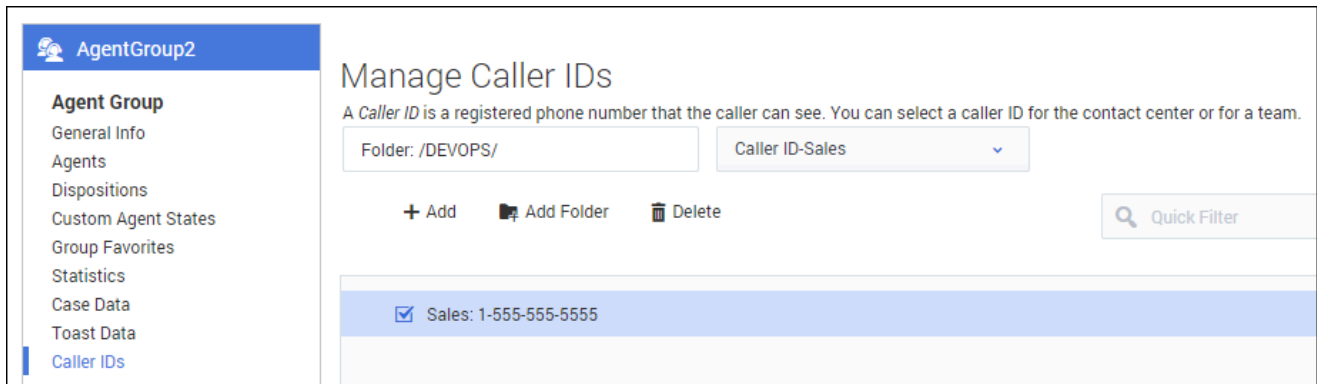 AgentGroup2
Agent Group
General Info
Agents
Dispositions
Custom Agent States
Group Favorites
Statistics
Case Data
Toast Data
Caller IDs
Manage Caller IDs
A Caller ID is a registered phone number that the caller can see. You can select a caller ID for the contact center or for a team.
Folder: /DEVOPS/
Caller ID-Sales
+ Add
Add Folder
Delete
Quick Filter
Sales: 1-555-555-5555